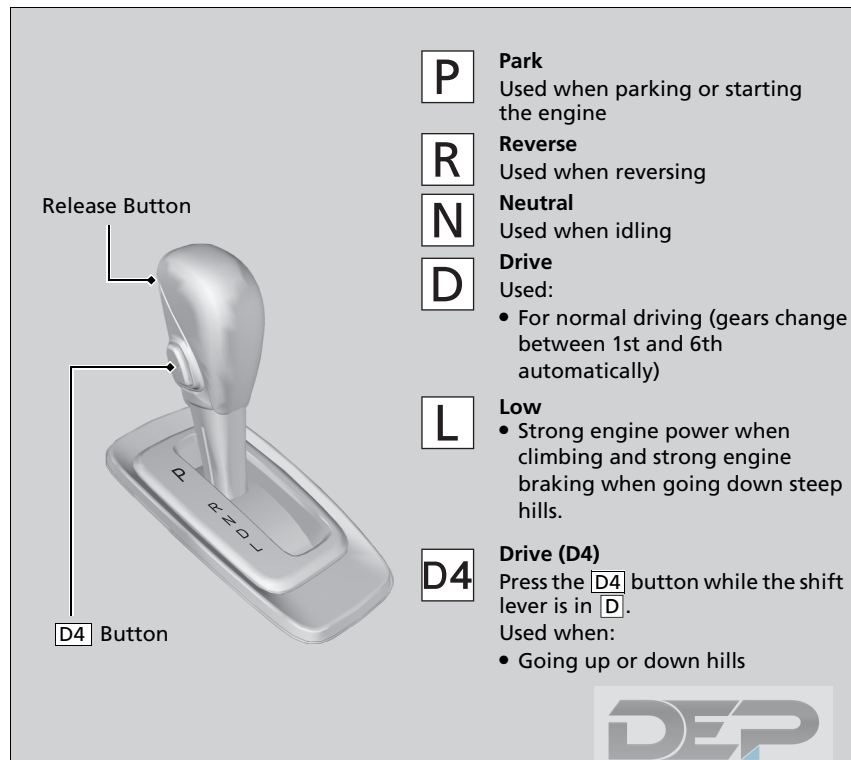 P
Park
Used when parking or starting
the engine
R
Reverse
Used when reversing
N
Neutral
Used when idling
D
Drive
Used:
• For normal driving (gears change
between 1st and 6th
automatically)
L
Low
• Strong engine power when
climbing and strong engine
braking when going down steep
hills.
D4
Drive (D4)
Press the D4 button while the shift
lever is in D.
Used when:
• Going up or down hills
Release Button
P
R
N
D
L
D4 Button
DEP